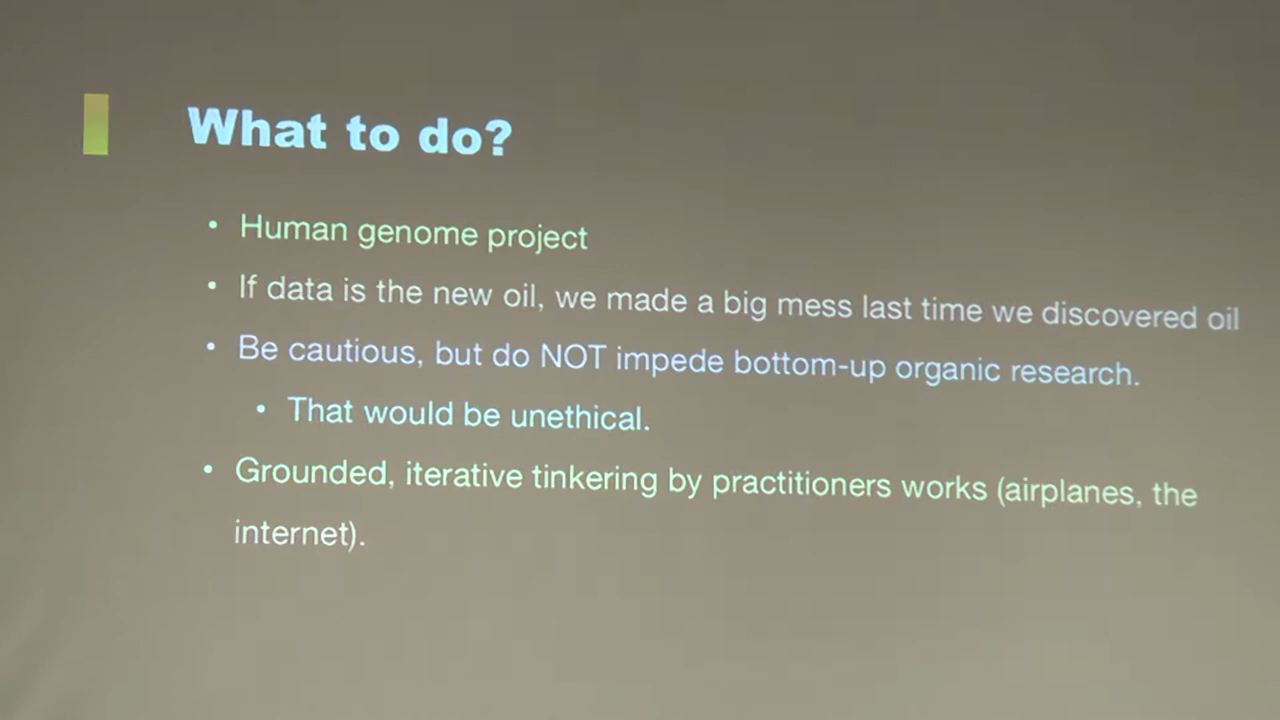 What to do?
• Human genome project
• If data is the new oil, we made a big mess last time we discovered oil
• Be cautious, but do NOT impede bottom-up organic research.
• That would be unethical.
• Grounded, iterative tinkering by practitioners works (airplanes, the
internet).